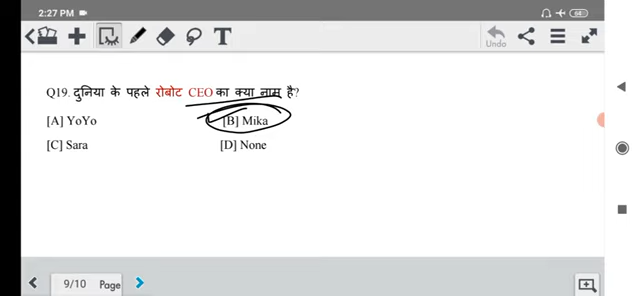 2:27 PM
Undo
Q19. दुनिया के पहले रोबोट CEO का क्या नाम है?
[A] YoYo [B] Mika
[C] Sara [D] None
9/10 Page